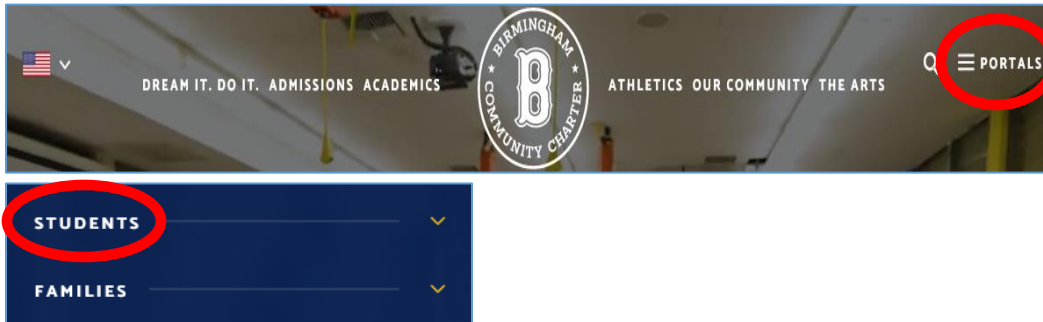 DREAM IT. DO IT. ADMISSIONS ACADEMICS
BIRMINGHAM
B
COMMUNITY CHARTER
ATHLETICS OUR COMMUNITY THE ARTS
PORTALS
STUDENTS
FAMILIES